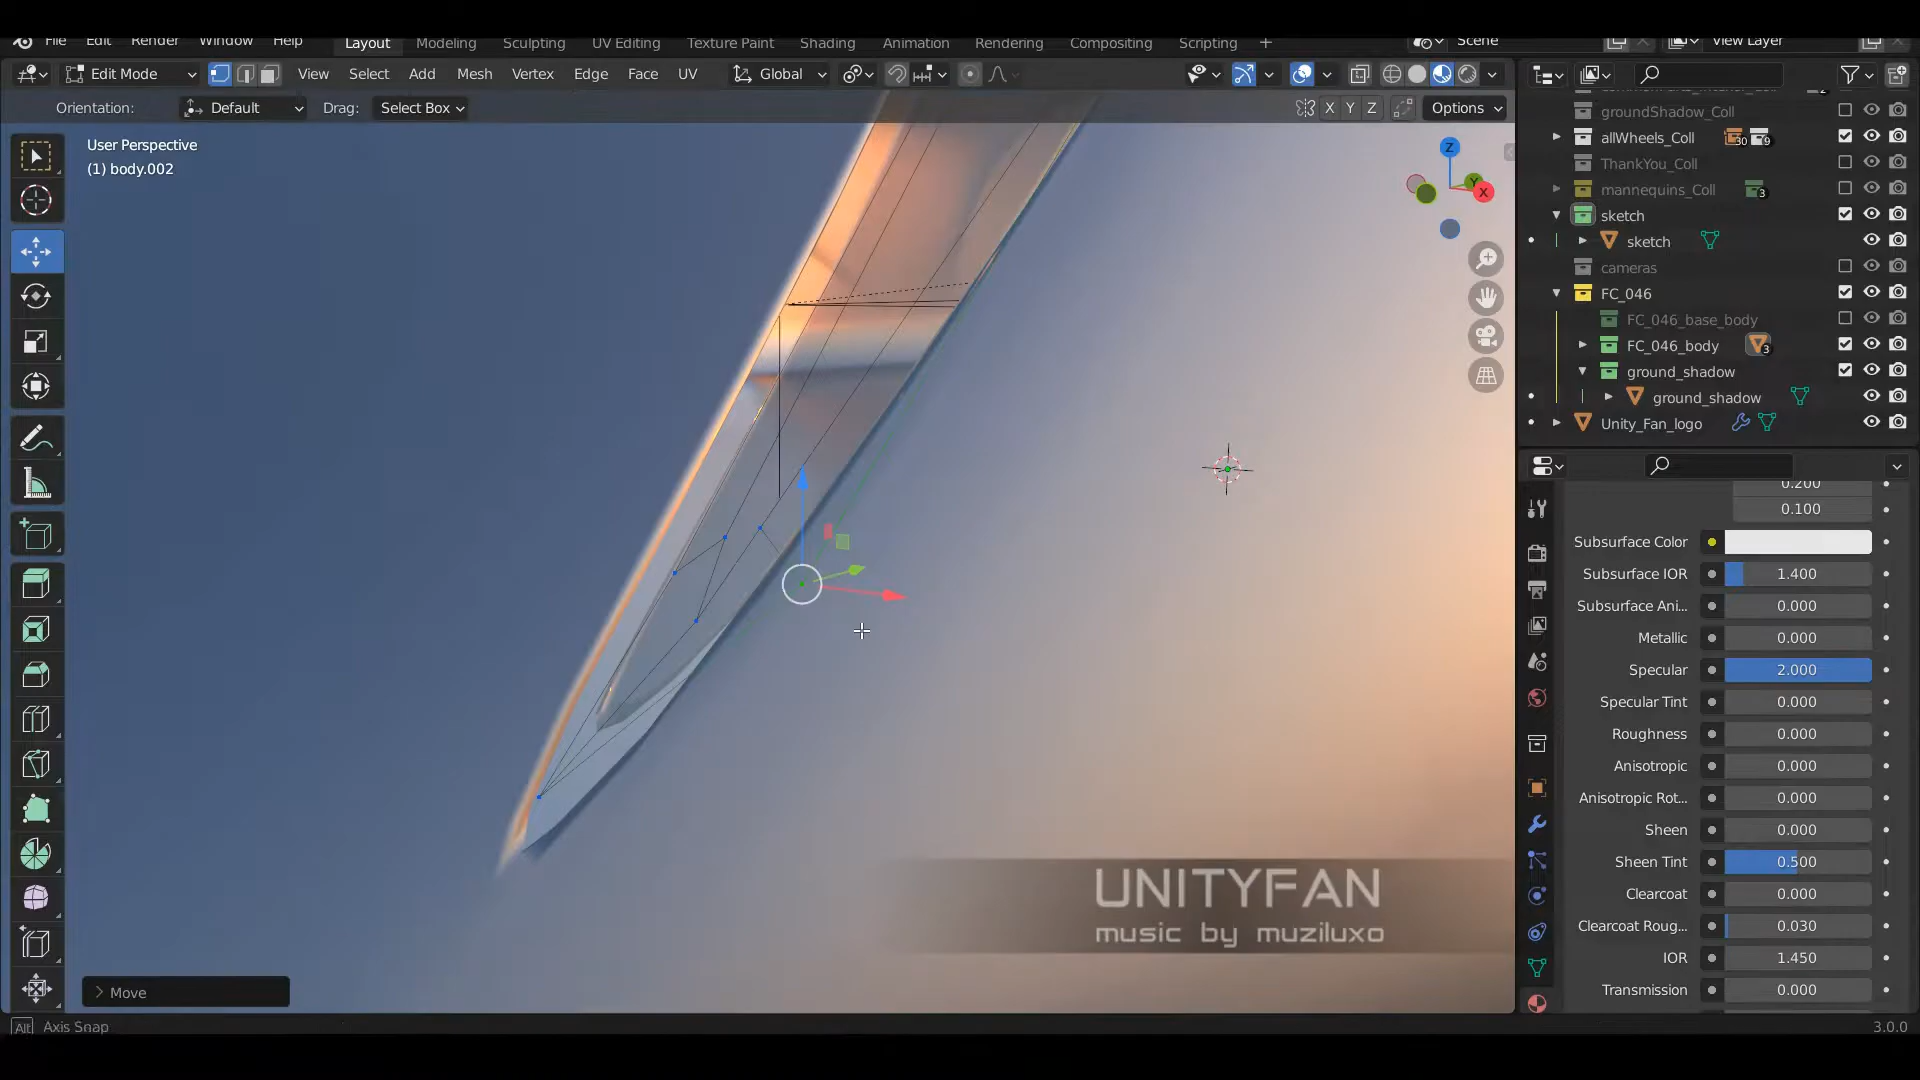 File Edit Render Window Help Layout Modeling Sculpting UV Editing Texture Paint Shading Animation Rendering Compositing Scripting Scene View Layer
Edit Mode View Select Add Mesh Vertex Edge Face UV Global
Orientation: Default Drag: Select Box X Y Z Options
User Perspective
(1) body.002
Z
Y
X
groundShadow_Coll
allWheels_Coll 30 9
ThankYou_Coll
mannequins_Coll 3
sketch
sketch
cameras
FC_046
FC_046_base_body
FC_046_body 3
ground_shadow
ground_shadow
Unity_Fan_logo
0.200
0.100
Subsurface Color
Subsurface IOR 1.400
Subsurface Ani... 0.000
Metallic 0.000
Specular 2.000
Specular Tint 0.000
Roughness 0.000
Anisotropic 0.000
Anisotropic Rot... 0.000
Sheen 0.000
Sheen Tint 0.500
Clearcoat 0.000
Clearcoat Roug... 0.030
IOR 1.450
Transmission 0.000
UNITYFAN
music by muziluxo
Move
Alt Axis Snap
3.0.0